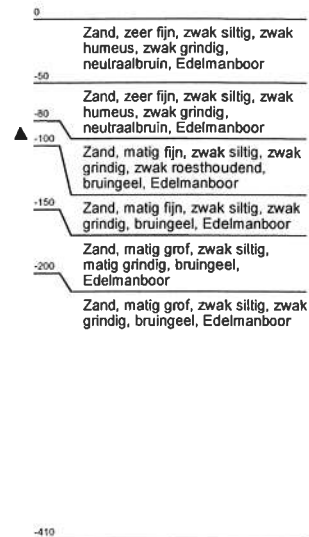 0
Zand, zeer fijn, zwak siltig, zwak
humeus, zwak grindig,
neutraalbruin, Edelmanboor
-50
Zand, zeer fijn, zwak siltig, zwak
humeus, zwak grindig,
-80
neutraalbruin, Edelmanboor
-100
Zand, matig fijn, zwak siltig, zwak
grindig, zwak roesthoudend,
bruingeel, Edelmanboor
-150
Zand, matig fijn, zwak siltig, zwak
grindig, bruingeel, Edelmanboor
Zand, matig grof, zwak siltig,
matig grindig, bruingeel,
-200
Edelmanboor
Zand, matig grof, zwak siltig, zwak
grindig, bruingeel, Edelmanboor
-410